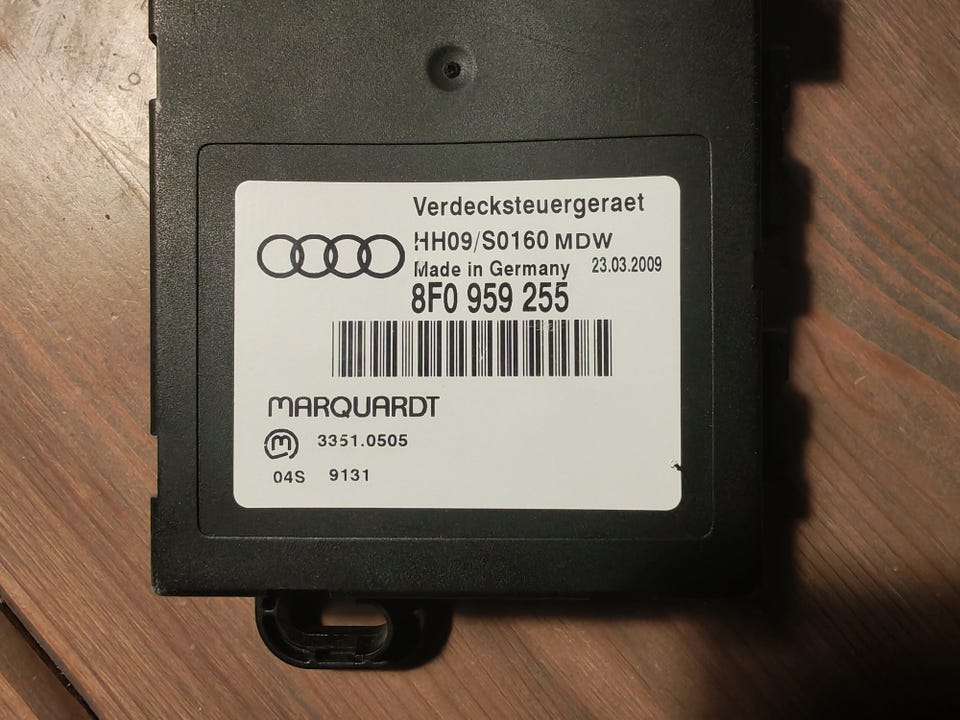 Verdecksteuergeraet
HH09/S0160 MDW
Made in Germany 23.03.2009
8F0 959 255
MARQUARDT
m 3351.0505
04S 9131